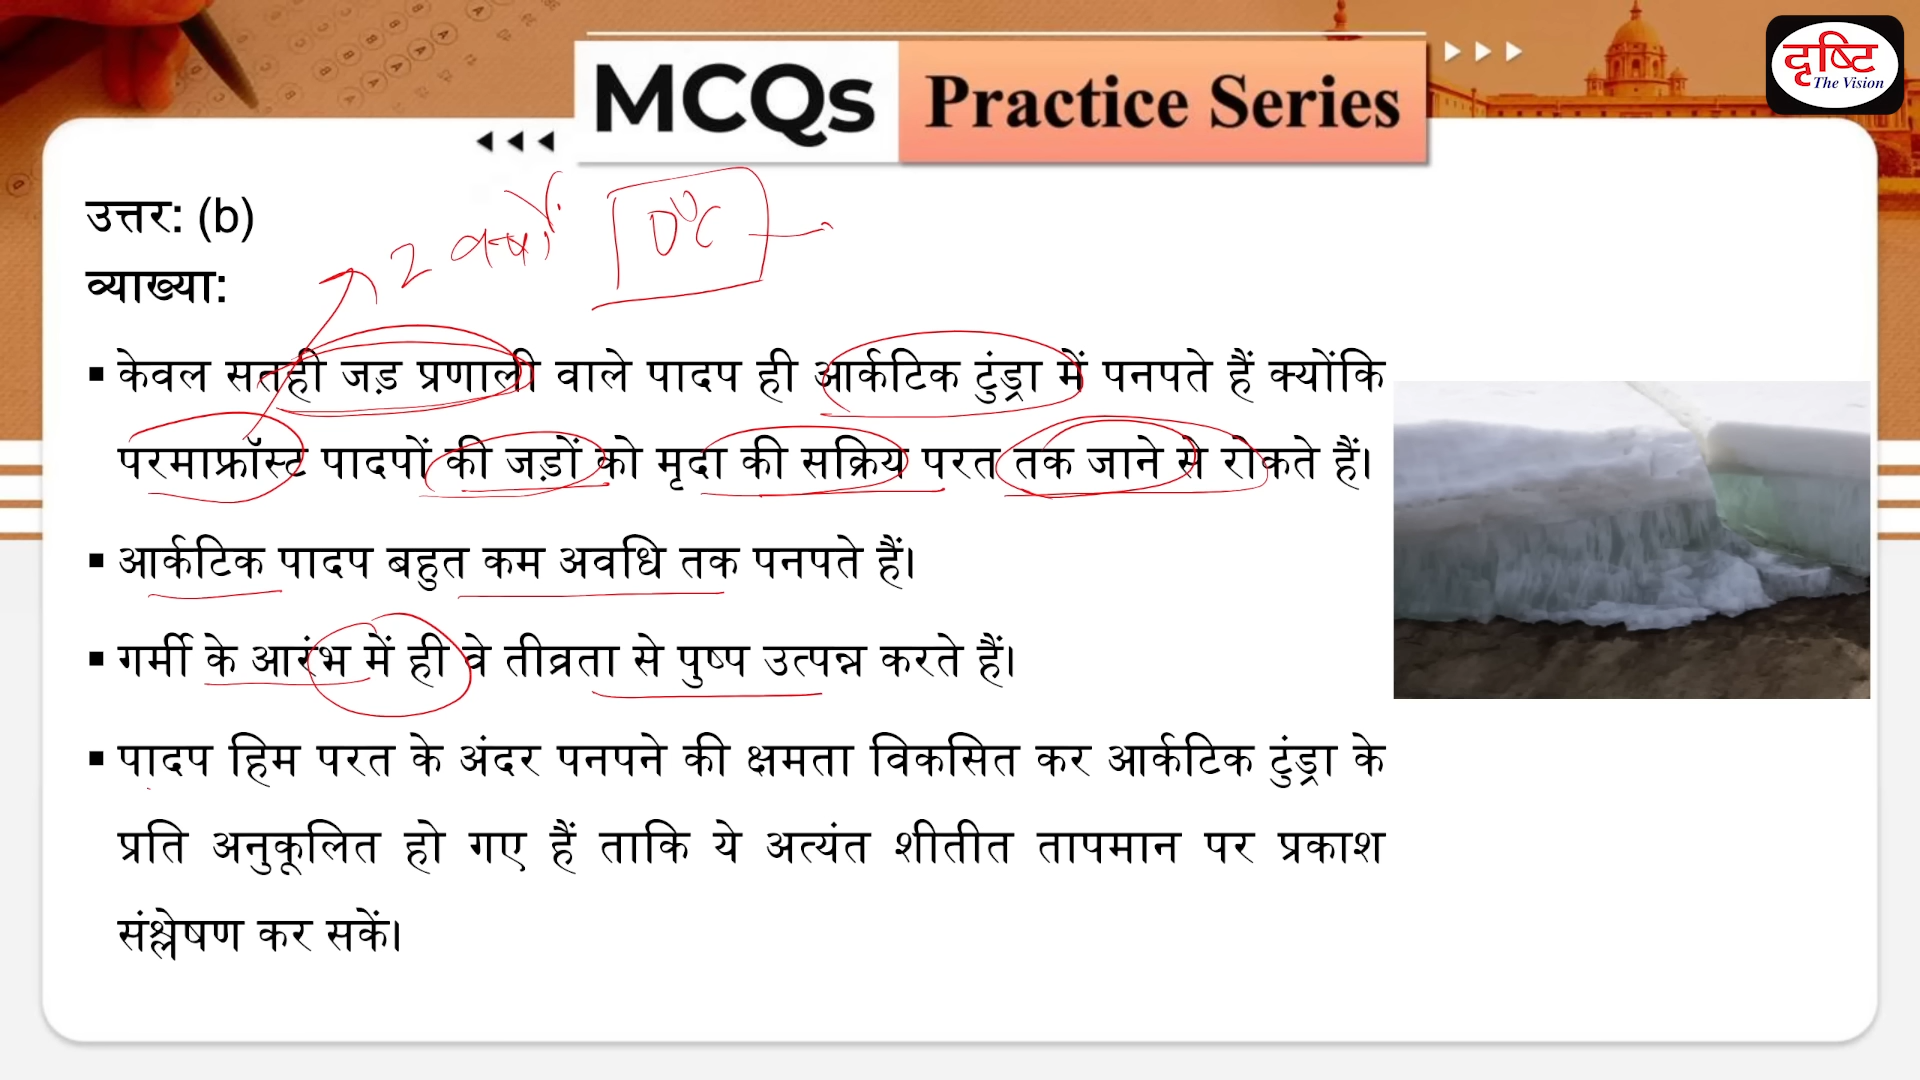 MCQs Practice Series
दृष्टि
The Vision
उत्तर: (b)
व्याख्या:
2 वर्षों
0°C
▪ केवल सतही जड़ प्रणाली वाले पादप ही आर्कटिक टुंड्रा में पनपते हैं क्योंकि
परमाफ्रॉस्ट पादपों की जड़ों को मृदा की सक्रिय परत तक जाने से रोकते हैं।
▪ आर्कटिक पादप बहुत कम अवधि तक पनपते हैं।
▪ गर्मी के आरंभ में ही वे तीव्रता से पुष्प उत्पन्न करते हैं।
▪ पादप हिम परत के अंदर पनपने की क्षमता विकसित कर आर्कटिक टुंड्रा के
प्रति अनुकूलित हो गए हैं ताकि ये अत्यंत शीतीत तापमान पर प्रकाश
संश्लेषण कर सकें।